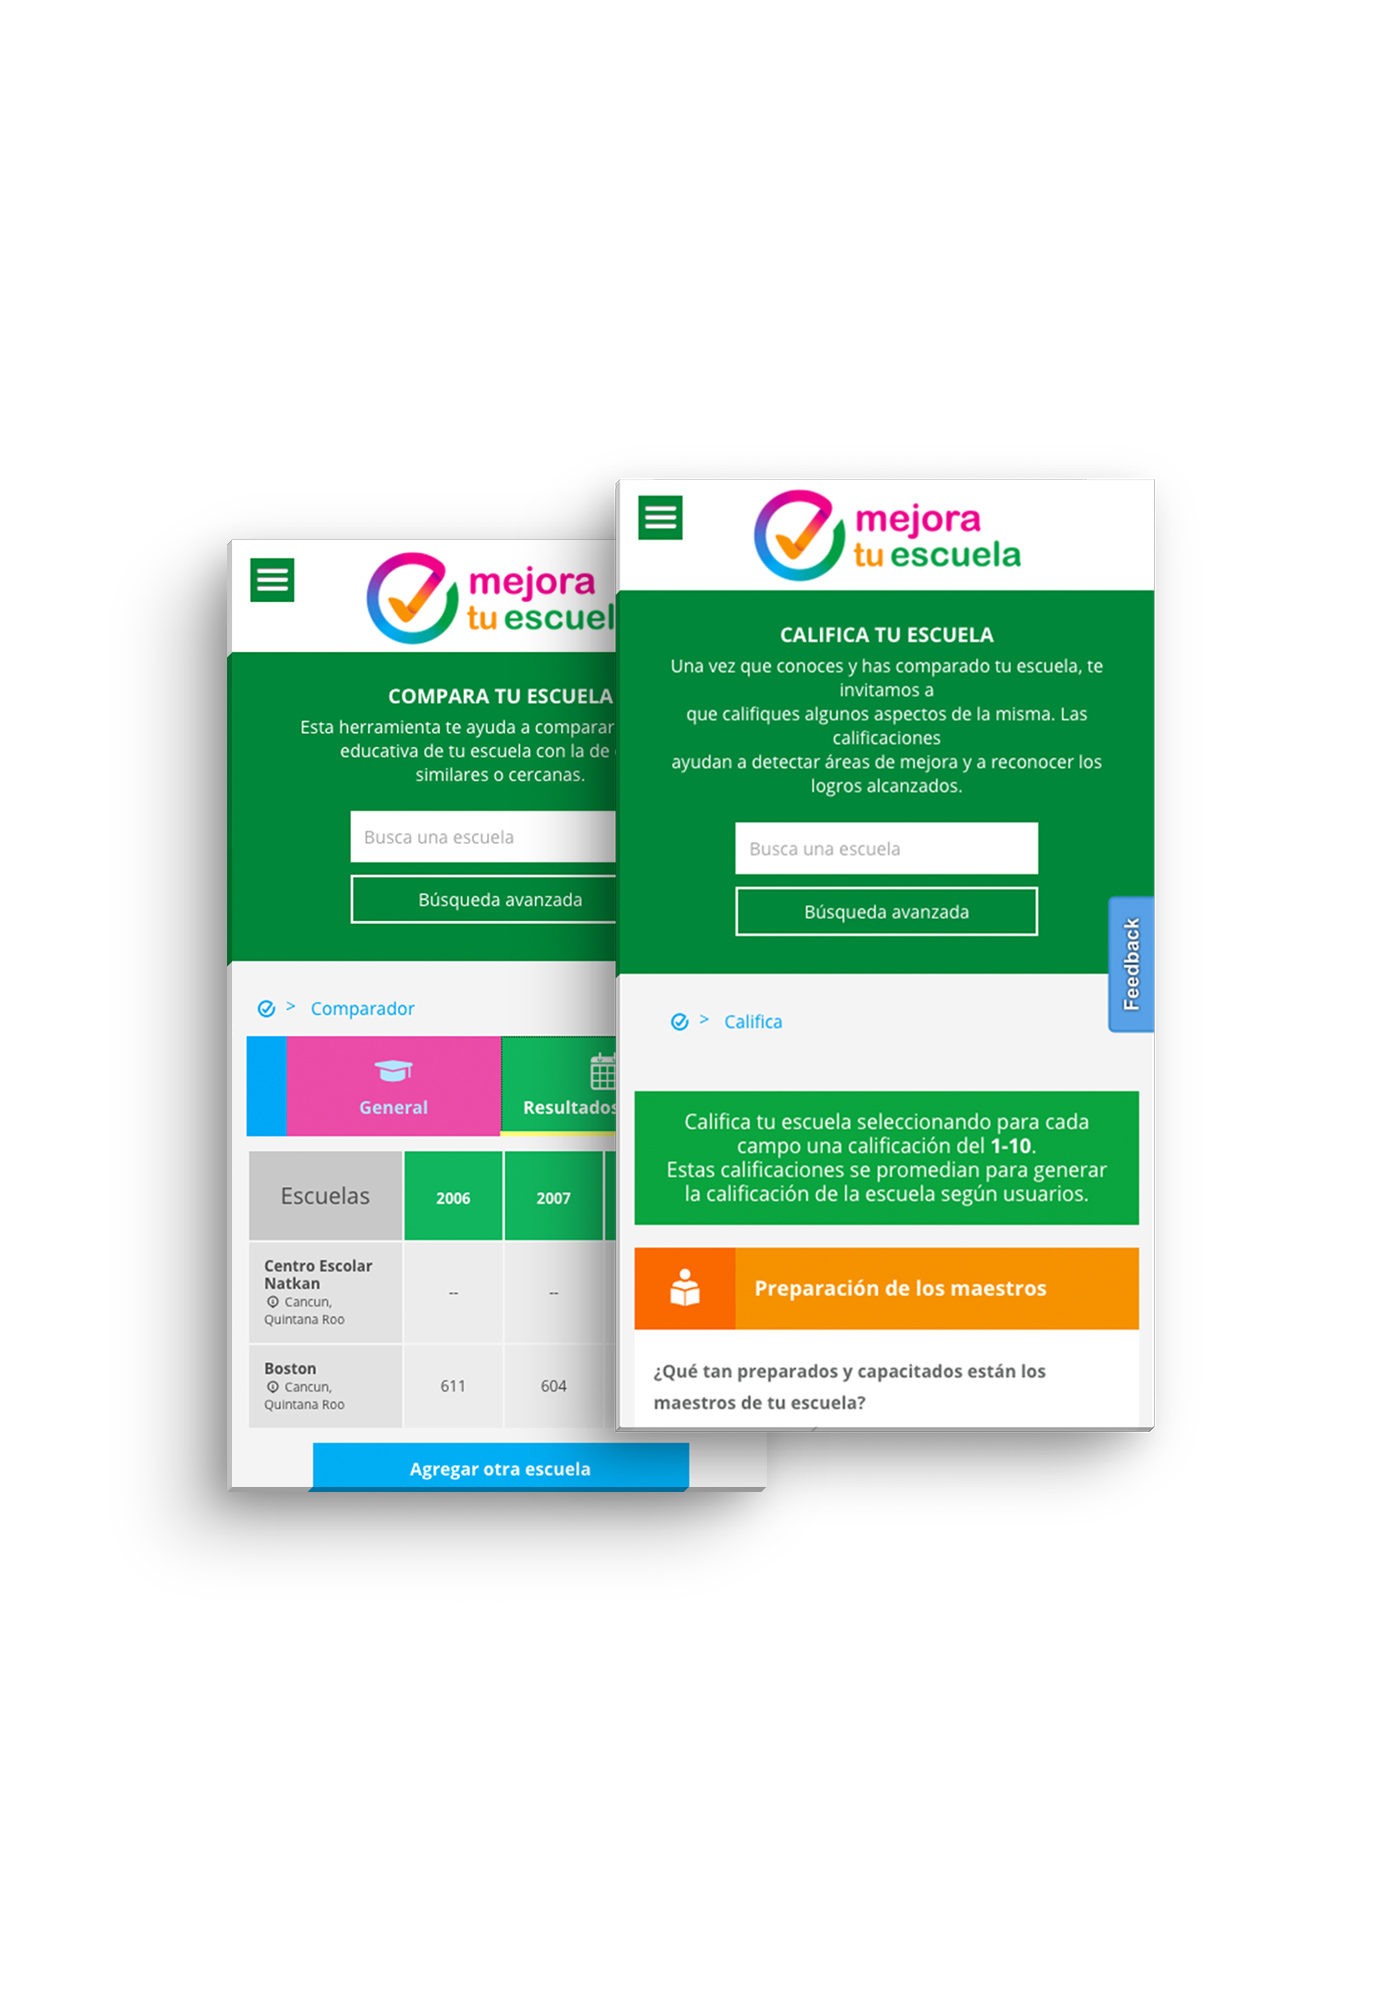 mejora
tu escuel
COMPARA TU ESCUELA
Esta herramienta te ayuda a comparar
educativa de tu escuela con la de
similares o cercanas.
Busca una escuela
Búsqueda avanzada
> Comparador
General
Resultados
Escuelas
2006
2007
Centro Escolar
Natkan
Cancun,
Quintana Roo
--
--
Boston
Cancun,
Quintana Roo
611
604
Agregar otra escuela
mejora
tu escuela
CALIFICA TU ESCUELA
Una vez que conoces y has comparado tu escuela, te
invitamos a
que califiques algunos aspectos de la misma. Las
calificaciones
ayudan a detectar áreas de mejora y a reconocer los
logros alcanzados.
Busca una escuela
Búsqueda avanzada
Feedback
> Califica
Califica tu escuela seleccionando para cada
campo una calificación del 1-10.
Estas calificaciones se promedian para generar
la calificación de la escuela según usuarios.
Preparación de los maestros
¿Qué tan preparados y capacitados están los
maestros de tu escuela?